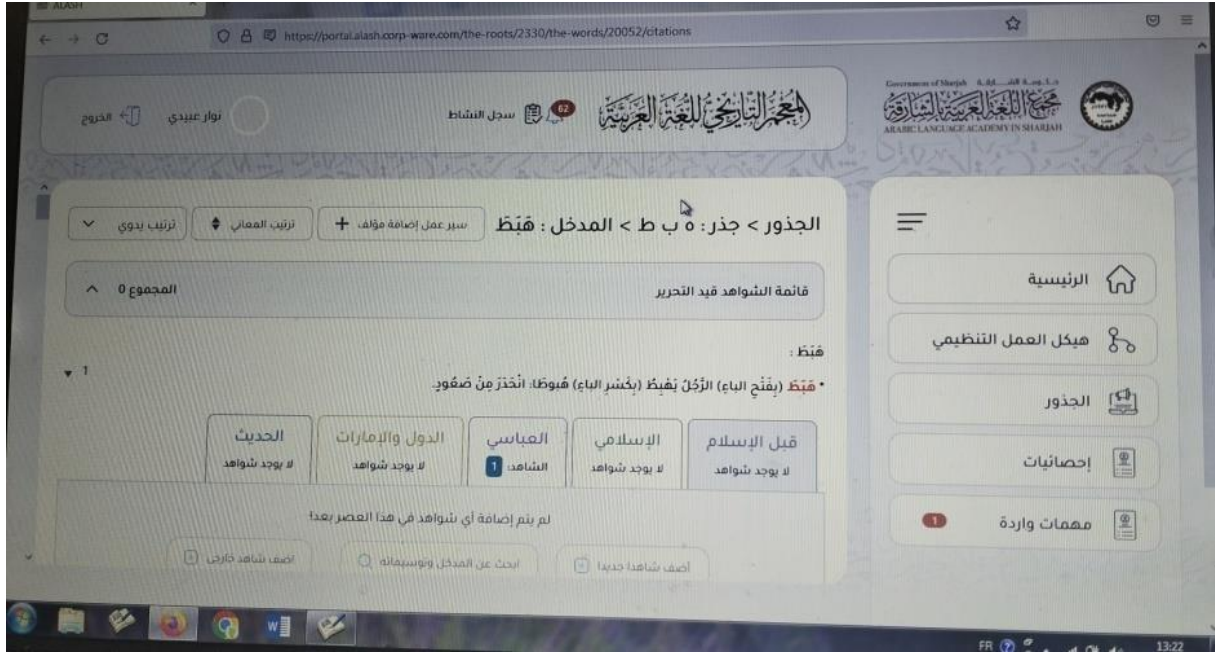 ALASH
https://portal.alash.corp-ware.com/the-roots/2330/the-words/20052/citations
مجمع اللغة العربية بالشارقة
ARABIC LANGUAGE ACADEMY IN SHARJAH
المعجم التاريخي للغة العربية
62
سجل النشاط
نوار عبيدي
الخروج
الجذور > جذر: ه ب ط > المدخل : هَبَطَ
سير عمل إضافة مؤلف +
ترتيب المعاني
ترتيب يدوي
قائمة الشواهد قيد التحرير
المجموع 0
هَبَطَ :
1
• هَبَطَ (بِفَتْحِ الباءِ) الرَّجُلُ يَهْبِطُ (بِكَسْرِ الباءِ) هُبوطًا: انْحَدَرَ مِنْ صَعُودٍ.
قبل الإسلام
لا يوجد شواهد
الإسلامي
لا يوجد شواهد
العباسي
الشاهد: 1
الدول والإمارات
لا يوجد شواهد
الحديث
لا يوجد شواهد
لم يتم إضافة أي شواهد في هذا العصر بعد!
أضف شاهدا جديدا
ابحث عن المدخل وتوسيماته
أضف شاهد خارجي
الرئيسية
هيكل العمل التنظيمي
الجذور
إحصائيات
مهمات واردة
1
FR
13:22